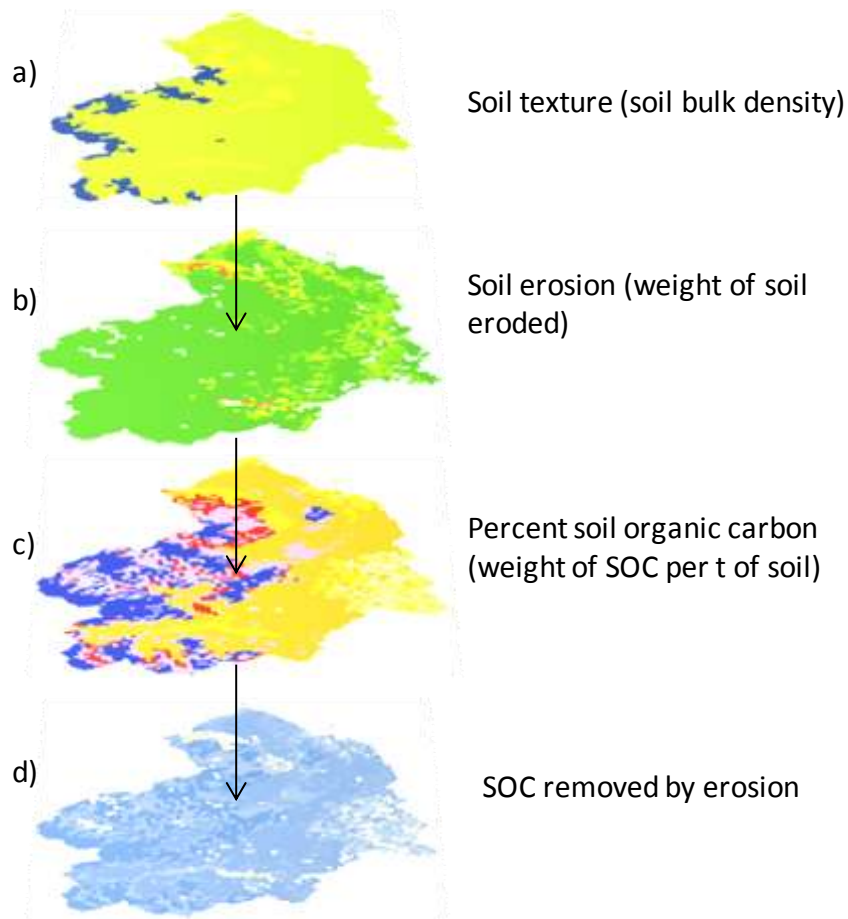 a)
Soil texture (soil bulk density)
b)
Soil erosion (weight of soil
eroded)
c)
Percent soil organic carbon
(weight of SOC per t of soil)
d)
SOC removed by erosion